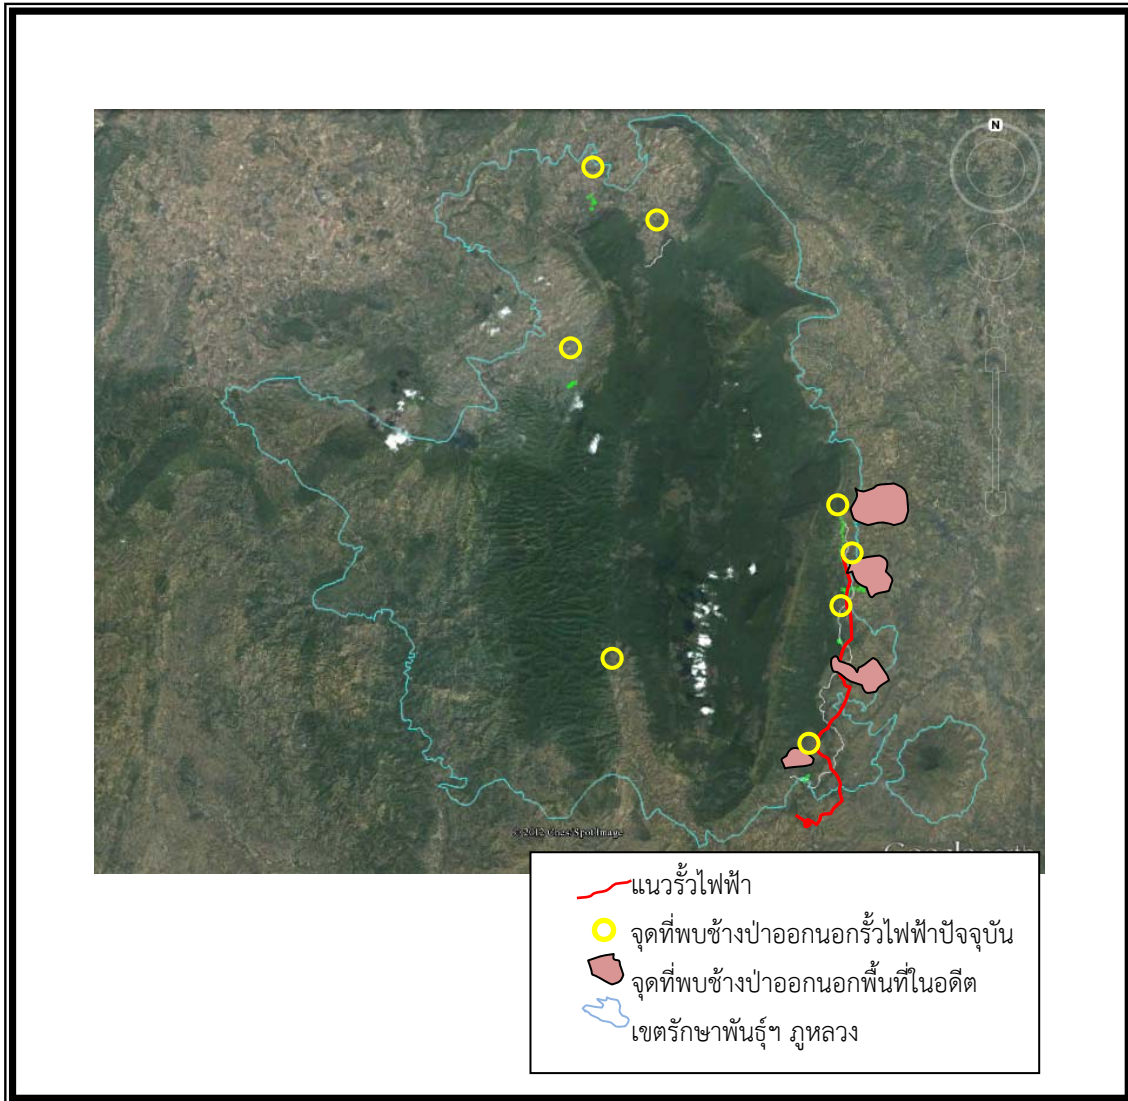 N
© 2012 Cnes/Spot Image
แนวรั้วไฟฟ้า
จุดที่พบช้างป่าออกนอกรั้วไฟฟ้าปัจจุบัน
จุดที่พบช้างป่าออกนอกพื้นที่ในอดีต
เขตรักษาพันธุ์ฯ ภูหลวง